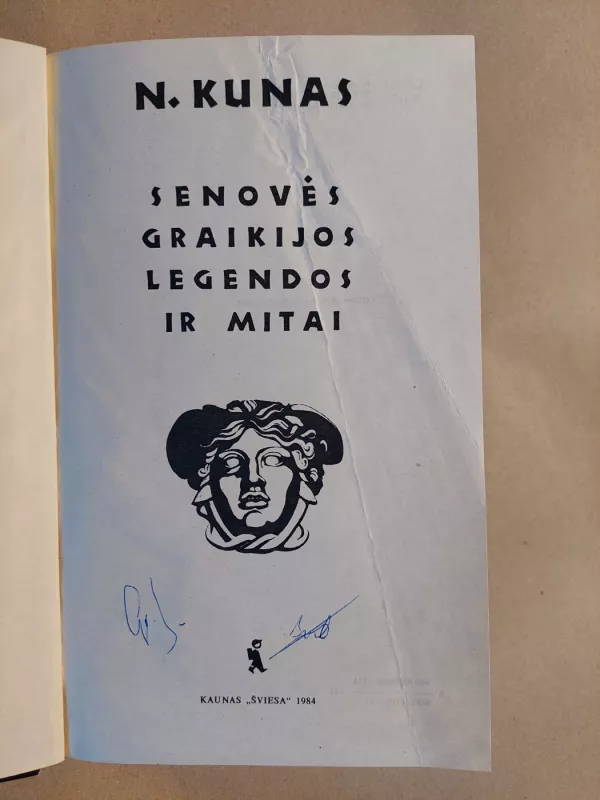 N. KUNAS
SENOVĖS
GRAIKIJOS
LEGENDOS
IR MITAI
KAUNAS „ŠVIESA“ 1984